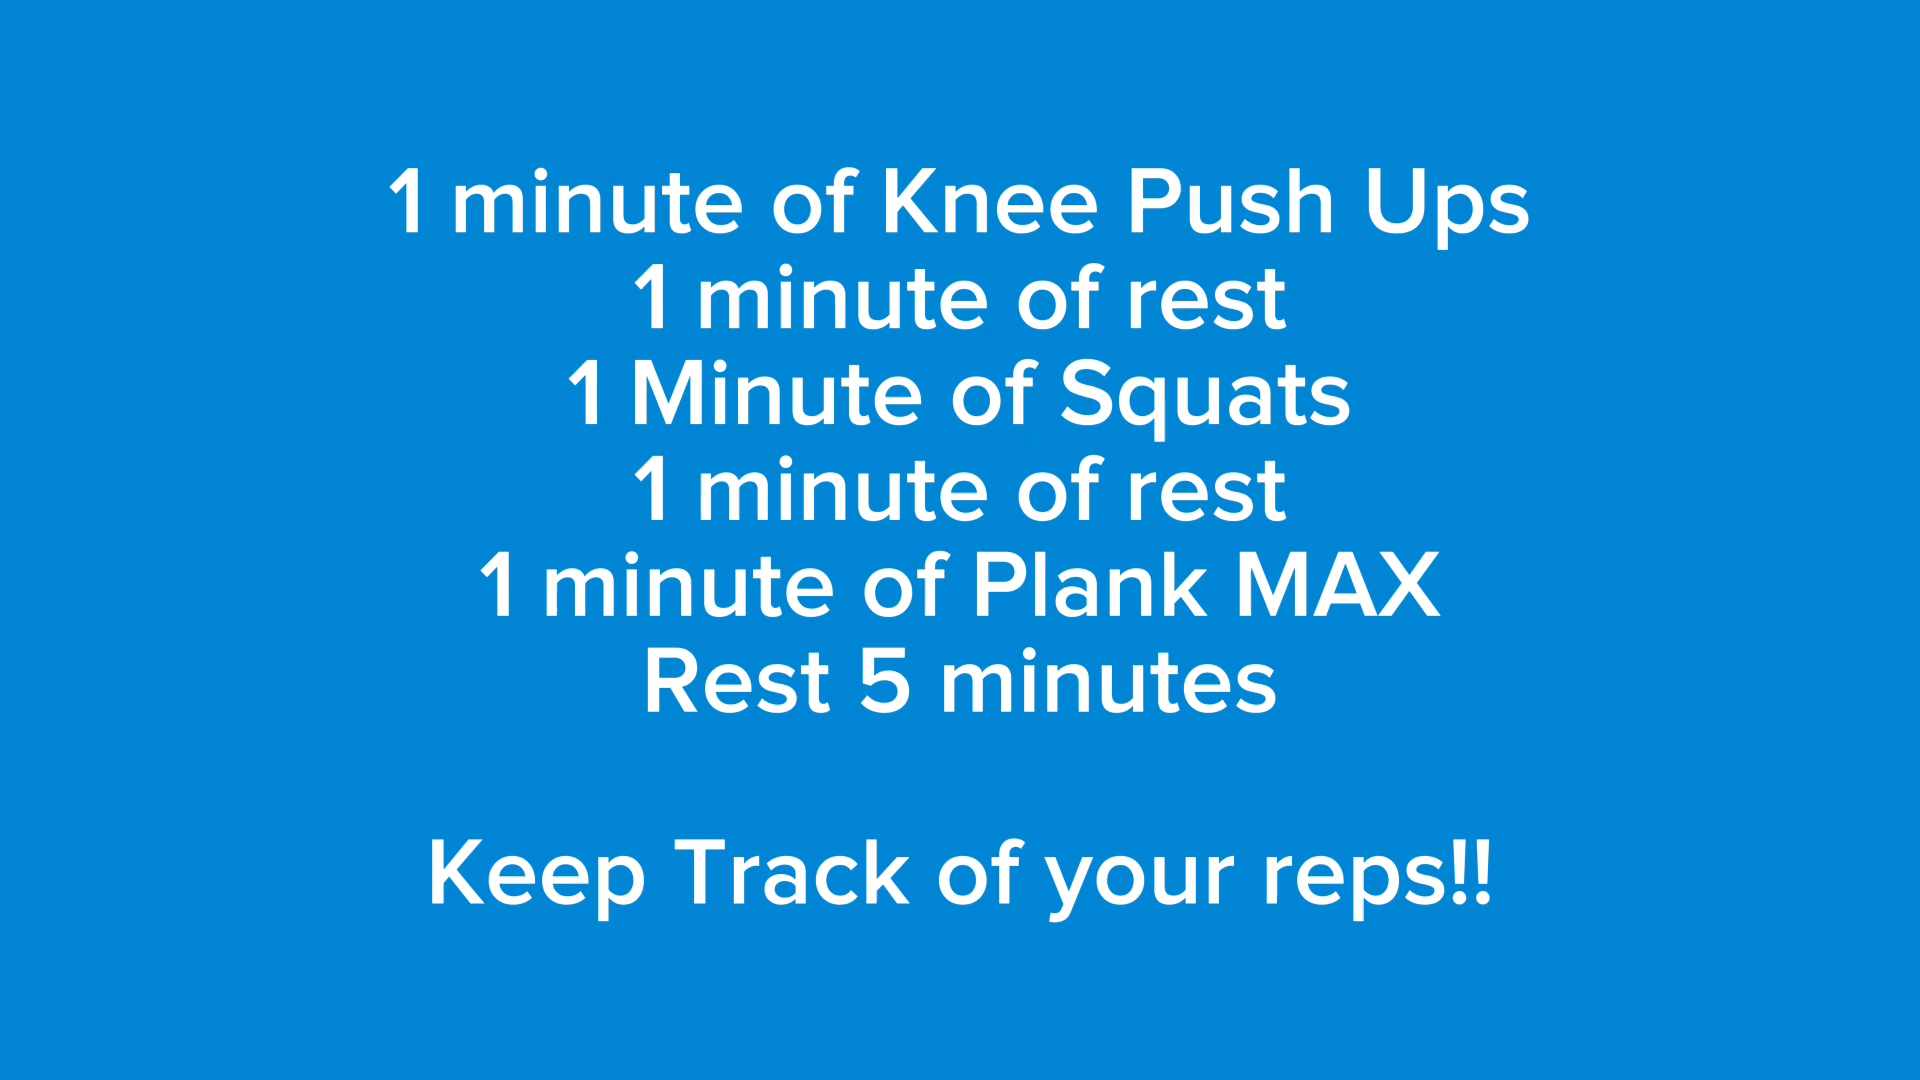 1 minute of Knee Push Ups
1 minute of rest
1 Minute of Squats
1 minute of rest
1 minute of Plank MAX
Rest 5 minutes
Keep Track of your reps!!